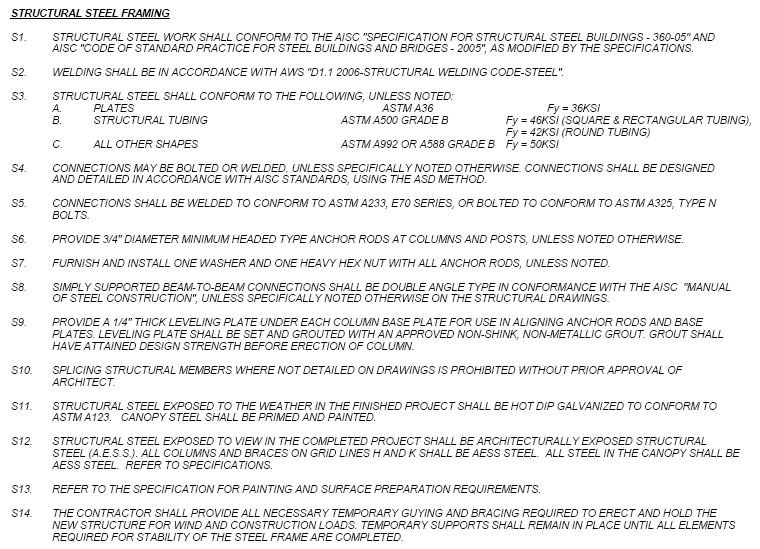 STRUCTURAL STEEL FRAMING
S1. STRUCTURAL STEEL WORK SHALL CONFORM TO THE AISC "SPECIFICATION FOR STRUCTURAL STEEL BUILDINGS - 360-05" AND
AISC "CODE OF STANDARD PRACTICE FOR STEEL BUILDINGS AND BRIDGES - 2005", AS MODIFIED BY THE SPECIFICATIONS.
S2. WELDING SHALL BE IN ACCORDANCE WITH AWS "D1.1 2006-STRUCTURAL WELDING CODE-STEEL".
S3. STRUCTURAL STEEL SHALL CONFORM TO THE FOLLOWING, UNLESS NOTED:
A. PLATES ASTM A36 Fy = 36KSI
B. STRUCTURAL TUBING ASTM A500 GRADE B Fy = 46KSI (SQUARE & RECTANGULAR TUBING),
Fy = 42KSI (ROUND TUBING)
C. ALL OTHER SHAPES ASTM A992 OR A588 GRADE B Fy = 50KSI
S4. CONNECTIONS MAY BE BOLTED OR WELDED, UNLESS SPECIFICALLY NOTED OTHERWISE. CONNECTIONS SHALL BE DESIGNED
AND DETAILED IN ACCORDANCE WITH AISC STANDARDS, USING THE ASD METHOD.
S5. CONNECTIONS SHALL BE WELDED TO CONFORM TO ASTM A233, E70 SERIES, OR BOLTED TO CONFORM TO ASTM A325, TYPE N
BOLTS.
S6. PROVIDE 3/4" DIAMETER MINIMUM HEADED TYPE ANCHOR RODS AT COLUMNS AND POSTS, UNLESS NOTED OTHERWISE.
S7. FURNISH AND INSTALL ONE WASHER AND ONE HEAVY HEX NUT WITH ALL ANCHOR RODS, UNLESS NOTED.
S8. SIMPLY SUPPORTED BEAM-TO-BEAM CONNECTIONS SHALL BE DOUBLE ANGLE TYPE IN CONFORMANCE WITH THE AISC "MANUAL
OF STEEL CONSTRUCTION", UNLESS SPECIFICALLY NOTED OTHERWISE ON THE STRUCTURAL DRAWINGS.
S9. PROVIDE A 1/4" THICK LEVELING PLATE UNDER EACH COLUMN BASE PLATE FOR USE IN ALIGNING ANCHOR RODS AND BASE
PLATES. LEVELING PLATE SHALL BE SET AND GROUTED WITH AN APPROVED NON-SHINK, NON-METALLIC GROUT. GROUT SHALL
HAVE ATTAINED DESIGN STRENGTH BEFORE ERECTION OF COLUMN.
S10. SPLICING STRUCTURAL MEMBERS WHERE NOT DETAILED ON DRAWINGS IS PROHIBITED WITHOUT PRIOR APPROVAL OF
ARCHITECT.
S11. STRUCTURAL STEEL EXPOSED TO THE WEATHER IN THE FINISHED PROJECT SHALL BE HOT DIP GALVANIZED TO CONFORM TO
ASTM A123. CANOPY STEEL SHALL BE PRIMED AND PAINTED.
S12. STRUCTURAL STEEL EXPOSED TO VIEW IN THE COMPLETED PROJECT SHALL BE ARCHITECTURALLY EXPOSED STRUCTURAL
STEEL (A.E.S.S.). ALL COLUMNS AND BRACES ON GRID LINES H AND K SHALL BE AESS STEEL. ALL STEEL IN THE CANOPY SHALL BE
AESS STEEL. REFER TO SPECIFICATIONS.
S13. REFER TO THE SPECIFICATION FOR PAINTING AND SURFACE PREPARATION REQUIREMENTS.
S14. THE CONTRACTOR SHALL PROVIDE ALL NECESSARY TEMPORARY GUYING AND BRACING REQUIRED TO ERECT AND HOLD THE
NEW STRUCTURE FOR WIND AND CONSTRUCTION LOADS. TEMPORARY SUPPORTS SHALL REMAIN IN PLACE UNTIL ALL ELEMENTS
REQUIRED FOR STABILITY OF THE STEEL FRAME ARE COMPLETED.